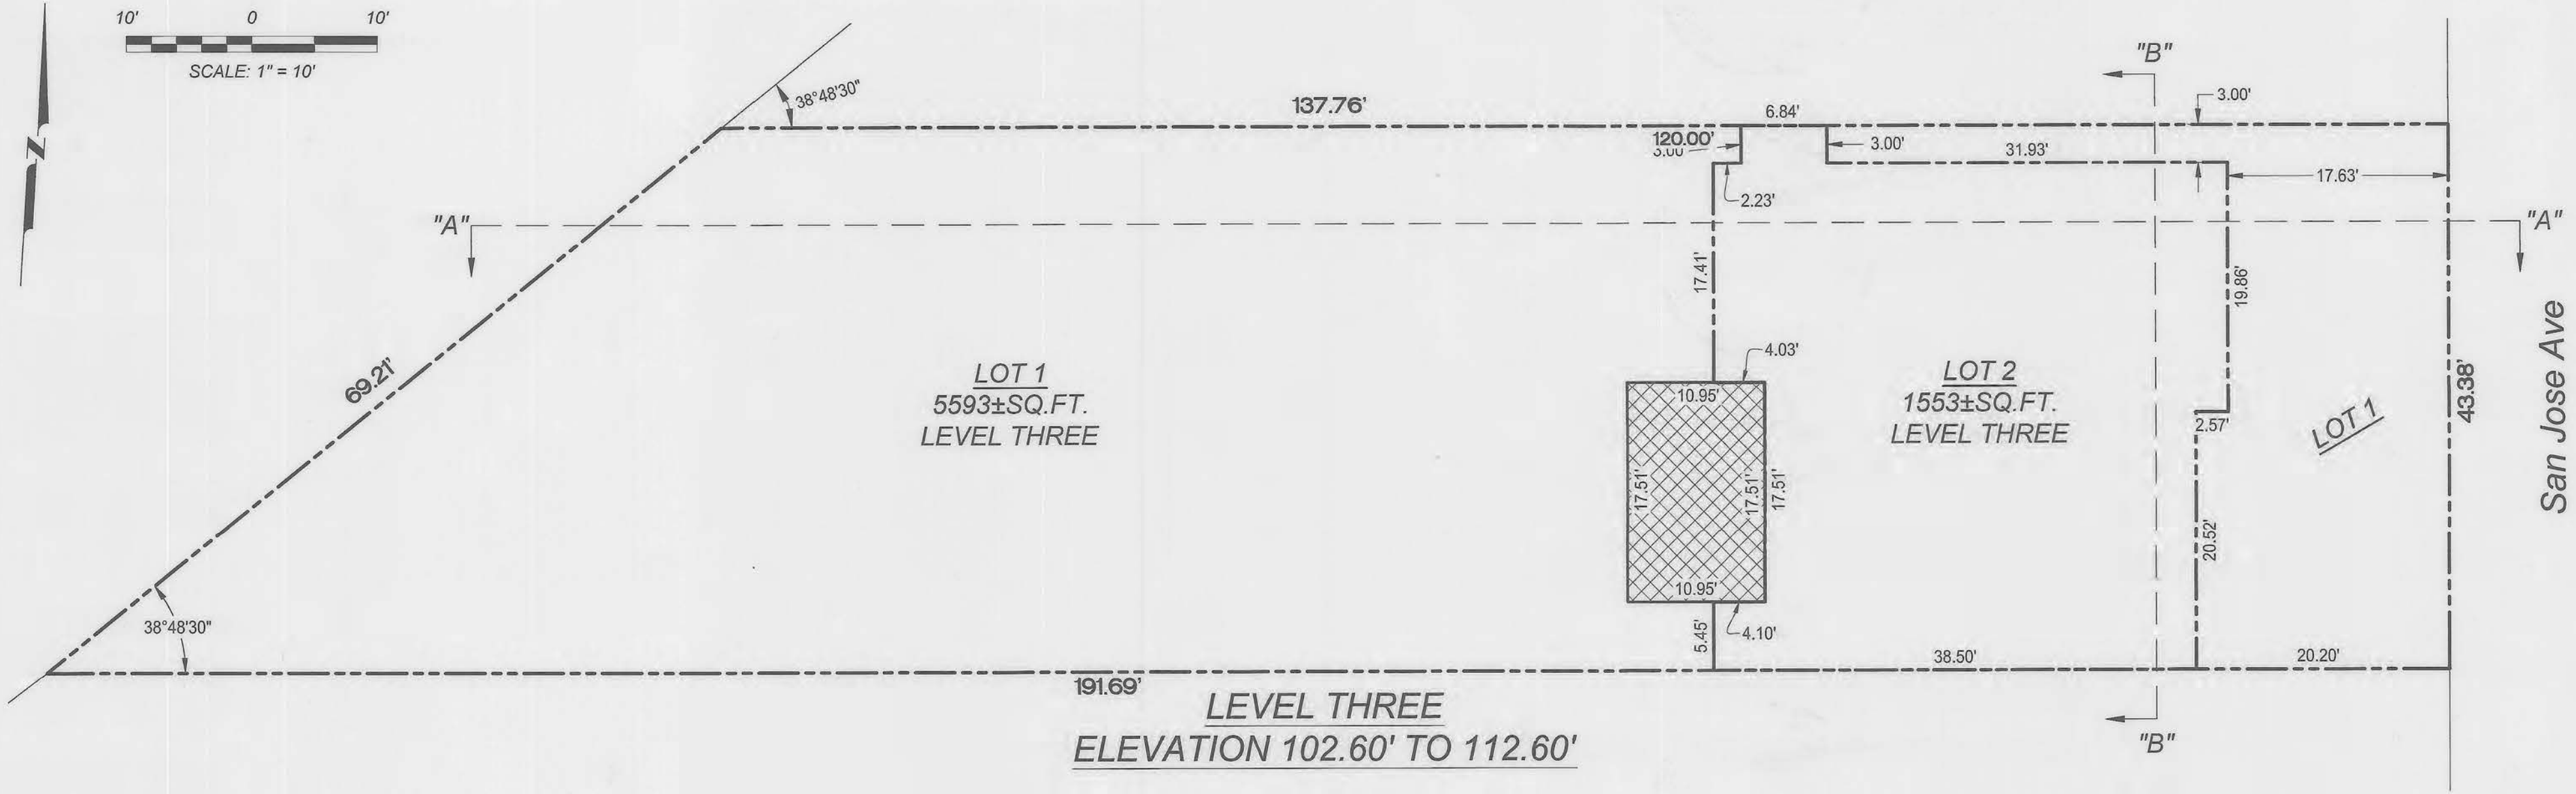 10' 0 10'
SCALE: 1" = 10'
N
38°48'30"
137.76'
6.84'
"B"
3.00'
120.00'
3.00
3.00'
31.93'
17.63'
2.23'
"A"
"A"
17.41'
19.86'
69.21'
LOT 1
5593±SQ.FT.
LEVEL THREE
4.03'
10.95'
17.51'
17.51'
17.51'
10.95'
4.10'
5.45'
LOT 2
1553±SQ.FT.
LEVEL THREE
2.57'
20.52'
LOT 1
43.38'
San Jose Ave
38°48'30"
191.69'
38.50'
20.20'
"B"
LEVEL THREE
ELEVATION 102.60' TO 112.60'